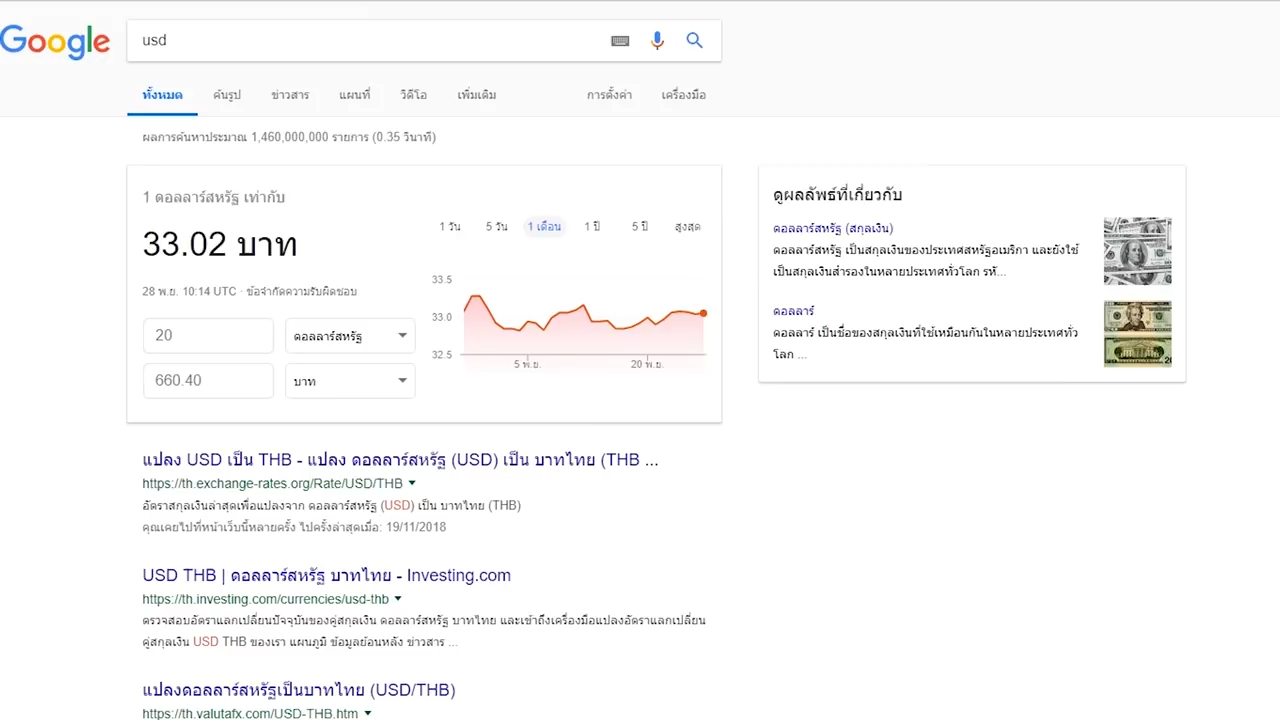 Google
usd
ทั้งหมด ค้นรูป ข่าวสาร แผนที่ วิดีโอ เพิ่มเติม การตั้งค่า เครื่องมือ
ผลการค้นหาประมาณ 1,460,000,000 รายการ (0.35 วินาที)
1 ดอลลาร์สหรัฐ เท่ากับ
33.02 บาท
28 พ.ย. 10:14 UTC · ข้อจำกัดความรับผิดชอบ
20 ดอลลาร์สหรัฐ
660.40 บาท
1 วัน 5 วัน 1 เดือน 1 ปี 5 ปี สูงสุด
33.5
33.0
32.5
5 พ.ย. 20 พ.ย.
ดูผลลัพธ์ที่เกี่ยวกับ
ดอลลาร์สหรัฐ (สกุลเงิน)
ดอลลาร์สหรัฐ เป็นสกุลเงินของประเทศสหรัฐอเมริกา และยังใช้
เป็นสกุลเงินสำรองในหลายประเทศทั่วโลก รหั...
ดอลลาร์
ดอลลาร์ เป็นชื่อของสกุลเงินที่ใช้เหมือนกันในหลายประเทศทั่ว
โลก ...
แปลง USD เป็น THB - แปลง ดอลลาร์สหรัฐ (USD) เป็น บาทไทย (THB ...
https://th.exchange-rates.org/Rate/USD/THB
อัตราสกุลเงินล่าสุดเพื่อแปลงจาก ดอลลาร์สหรัฐ (USD) เป็น บาทไทย (THB)
คุณเคยไปที่หน้าเว็บนี้หลายครั้ง ไปครั้งล่าสุดเมื่อ: 19/11/2018
USD THB | ดอลลาร์สหรัฐ บาทไทย - Investing.com
https://th.investing.com/currencies/usd-thb
ตรวจสอบอัตราแลกเปลี่ยนปัจจุบันของคู่สกุลเงิน ดอลลาร์สหรัฐ บาทไทย และเข้าถึงเครื่องมือแปลงอัตราแลกเปลี่ยน
คู่สกุลเงิน USD THB ของเรา แผนภูมิ ข้อมูลย้อนหลัง ข่าวสาร ...
แปลงดอลลาร์สหรัฐเป็นบาทไทย (USD/THB)
https://th.valutafx.com/USD-THB.htm